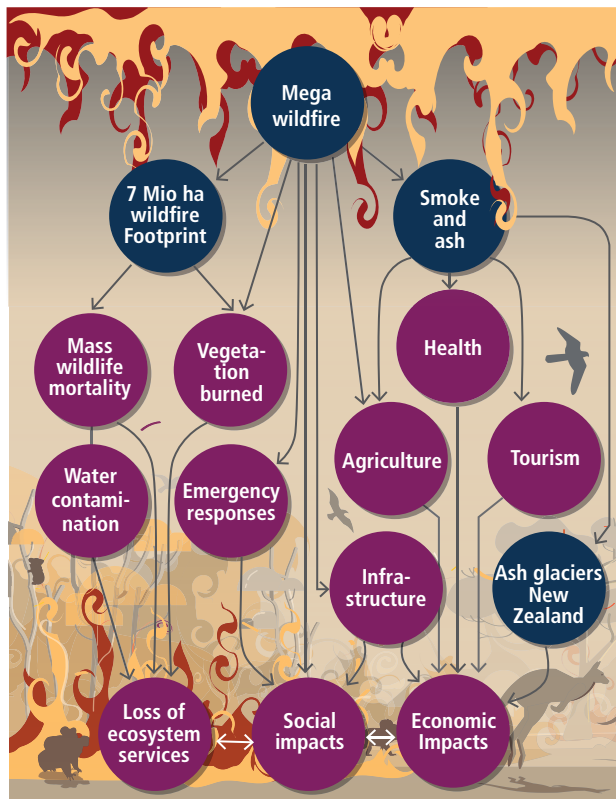 Mega
wildfire
7 Mio ha
wildfire
Footprint
Smoke
and
ash
Mass
wildlife
mortality
Vegeta-
tion
burned
Health
Water
contami-
nation
Emergency
responses
Agriculture
Tourism
Infra-
structure
Ash glaciers
New
Zealand
Loss of
ecosystem
services
Social
impacts
Economic
Impacts